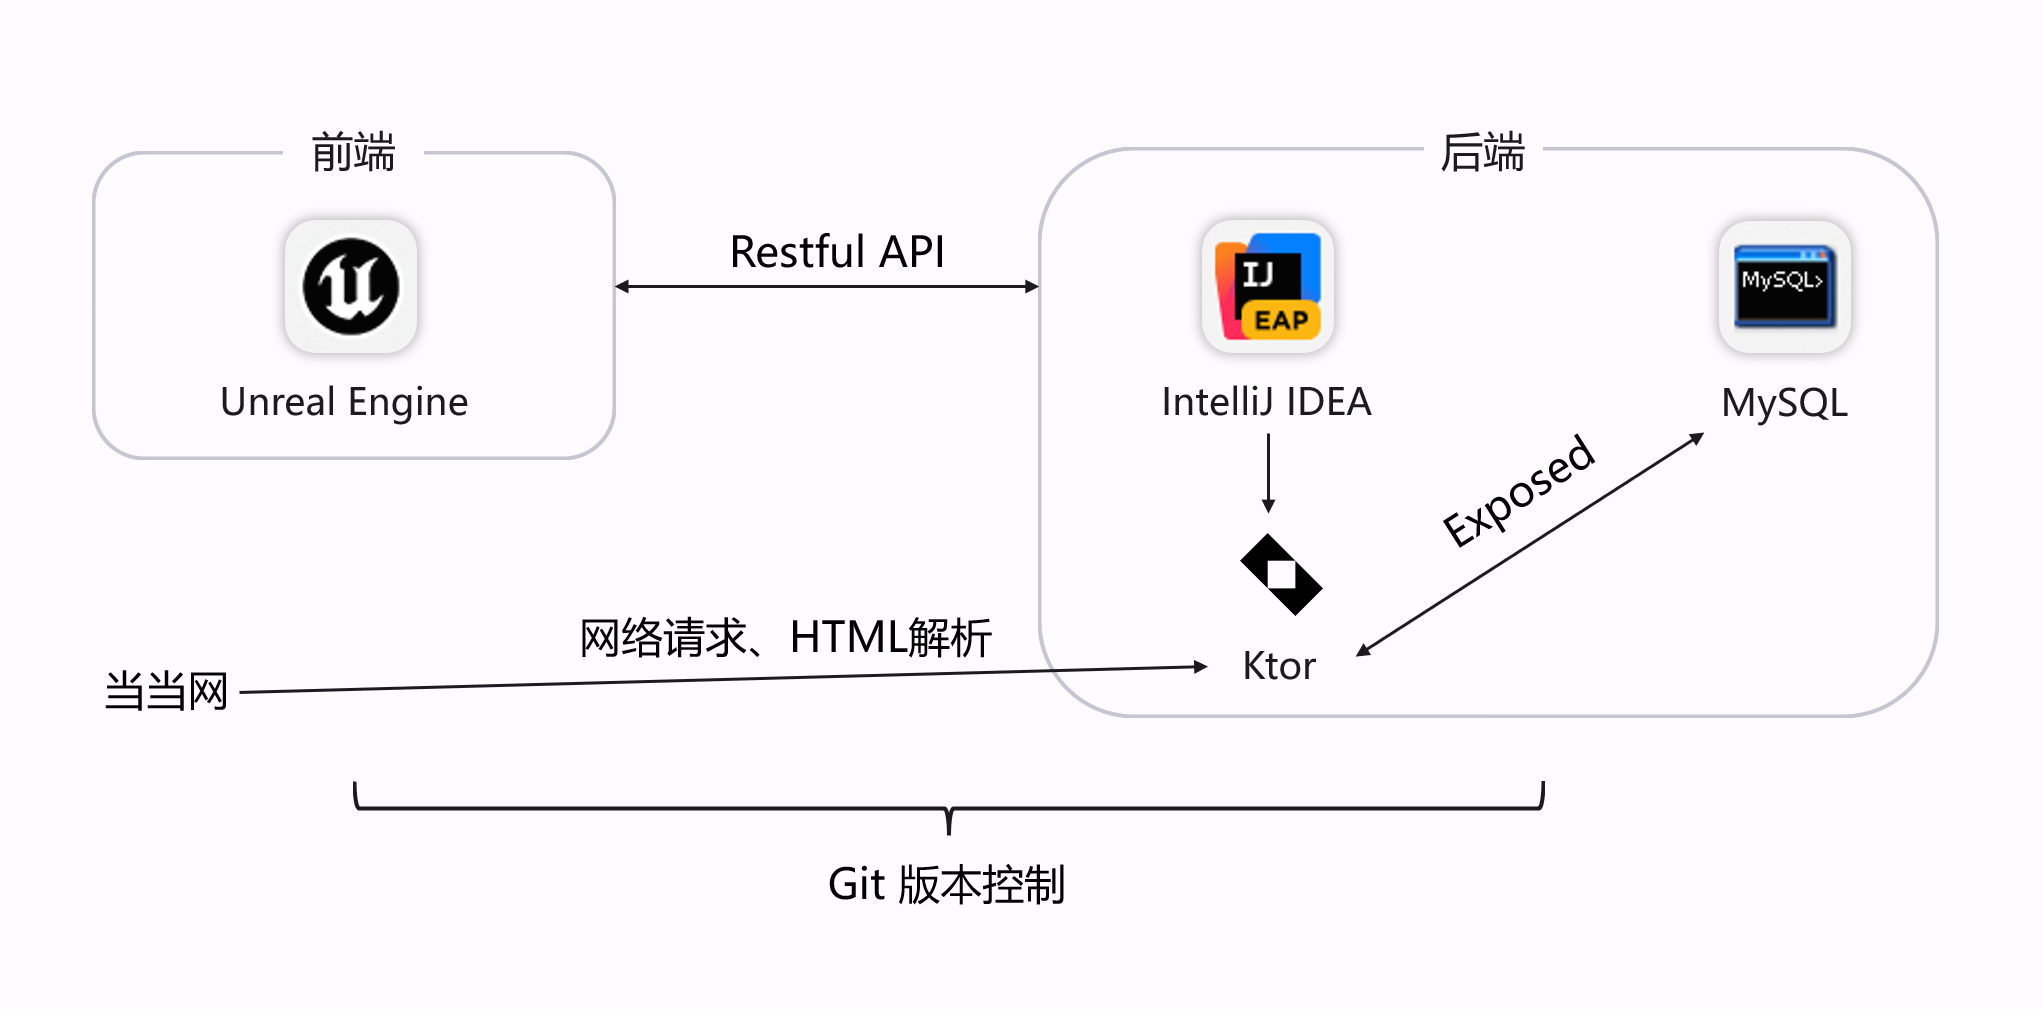 前端
后端
Restful API
IJ
EAP
MySQL>
Unreal Engine
IntelliJ IDEA
MySQL
Exposed
网络请求、HTML解析
当当网
Ktor
Git 版本控制